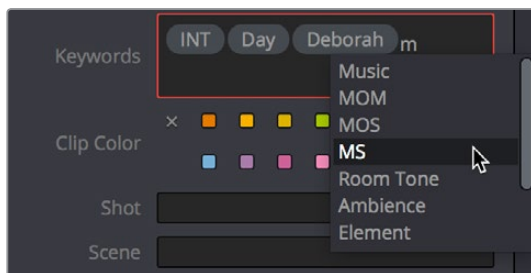 Keywords INT Day Deborah m
Music
MOM
MOS
Clip Color
MS
Room Tone
Shot
Ambience
Element
Scene